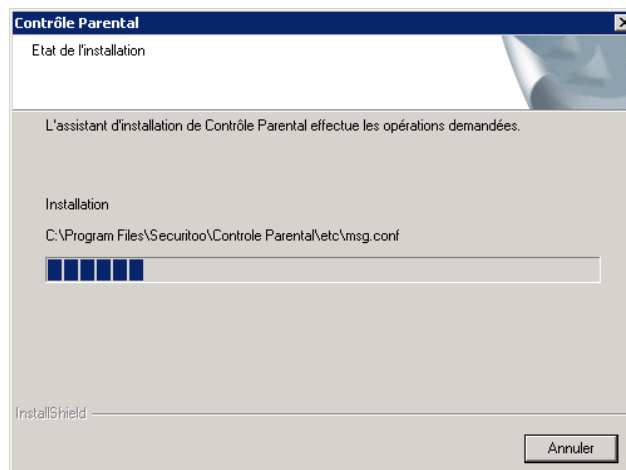 Contrôle Parental
Etat de l'installation
L'assistant d'installation de Contrôle Parental effectue les opérations demandées.
Installation
C:\Program Files\Securitoo\Controle Parental\etc\msg.conf
InstallShield
Annuler